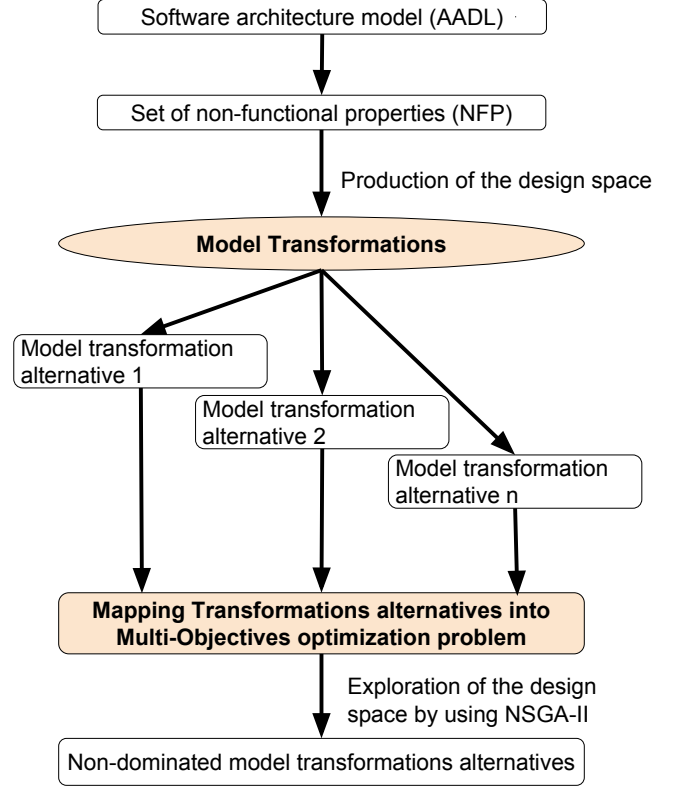 Software architecture model (AADL)
Set of non-functional properties (NFP)
Production of the design space
Model Transformations
Model transformation
alternative 1
Model transformation
alternative 2
Model transformation
alternative n
Mapping Transformations alternatives into
Multi-Objectives optimization problem
Exploration of the design
space by using NSGA-II
Non-dominated model transformations alternatives